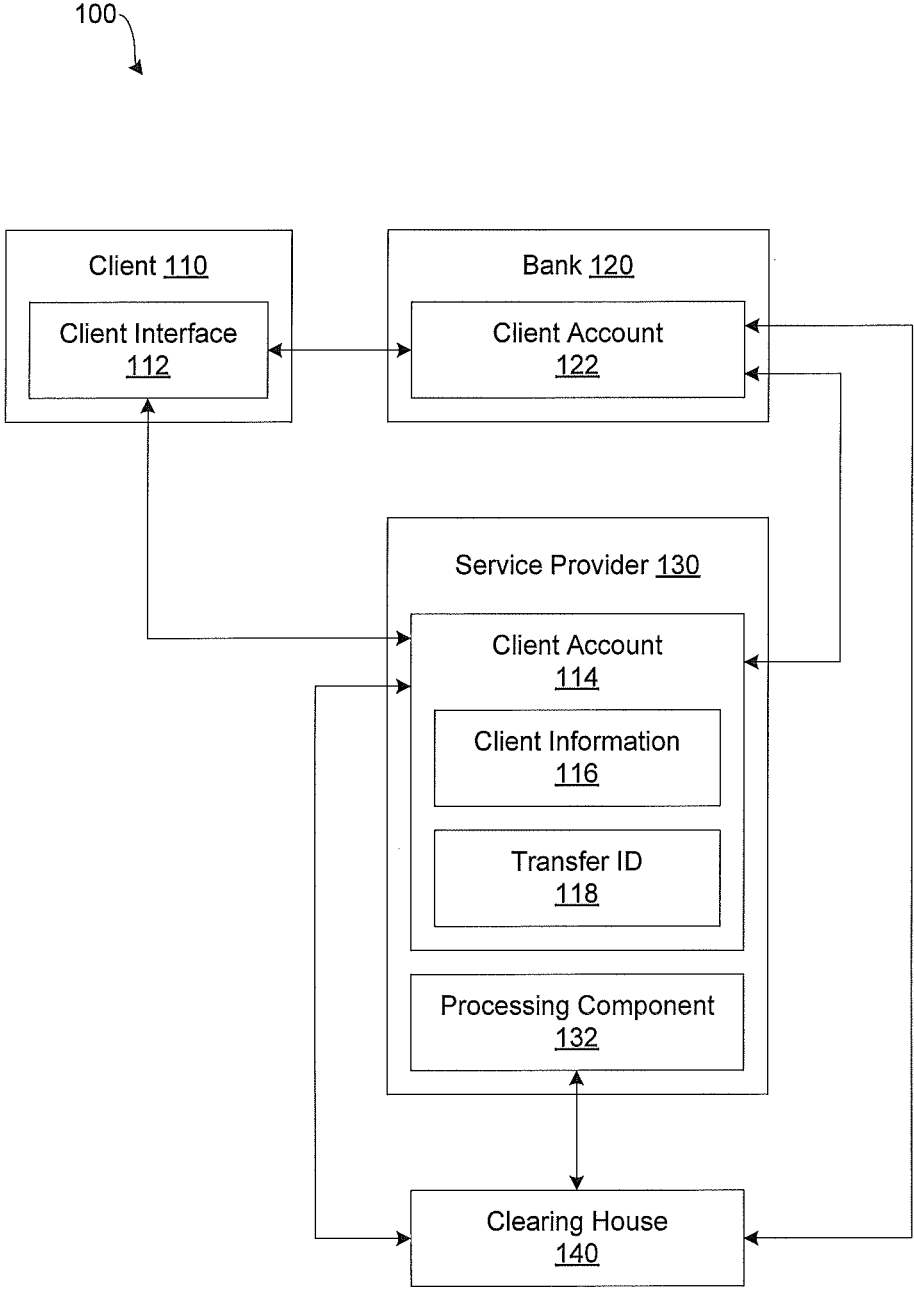 100
Client 110
Client Interface
112
Bank 120
Client Account
122
Service Provider 130
Client Account
114
Client Information
116
Transfer ID
118
Processing Component
132
Clearing House
140